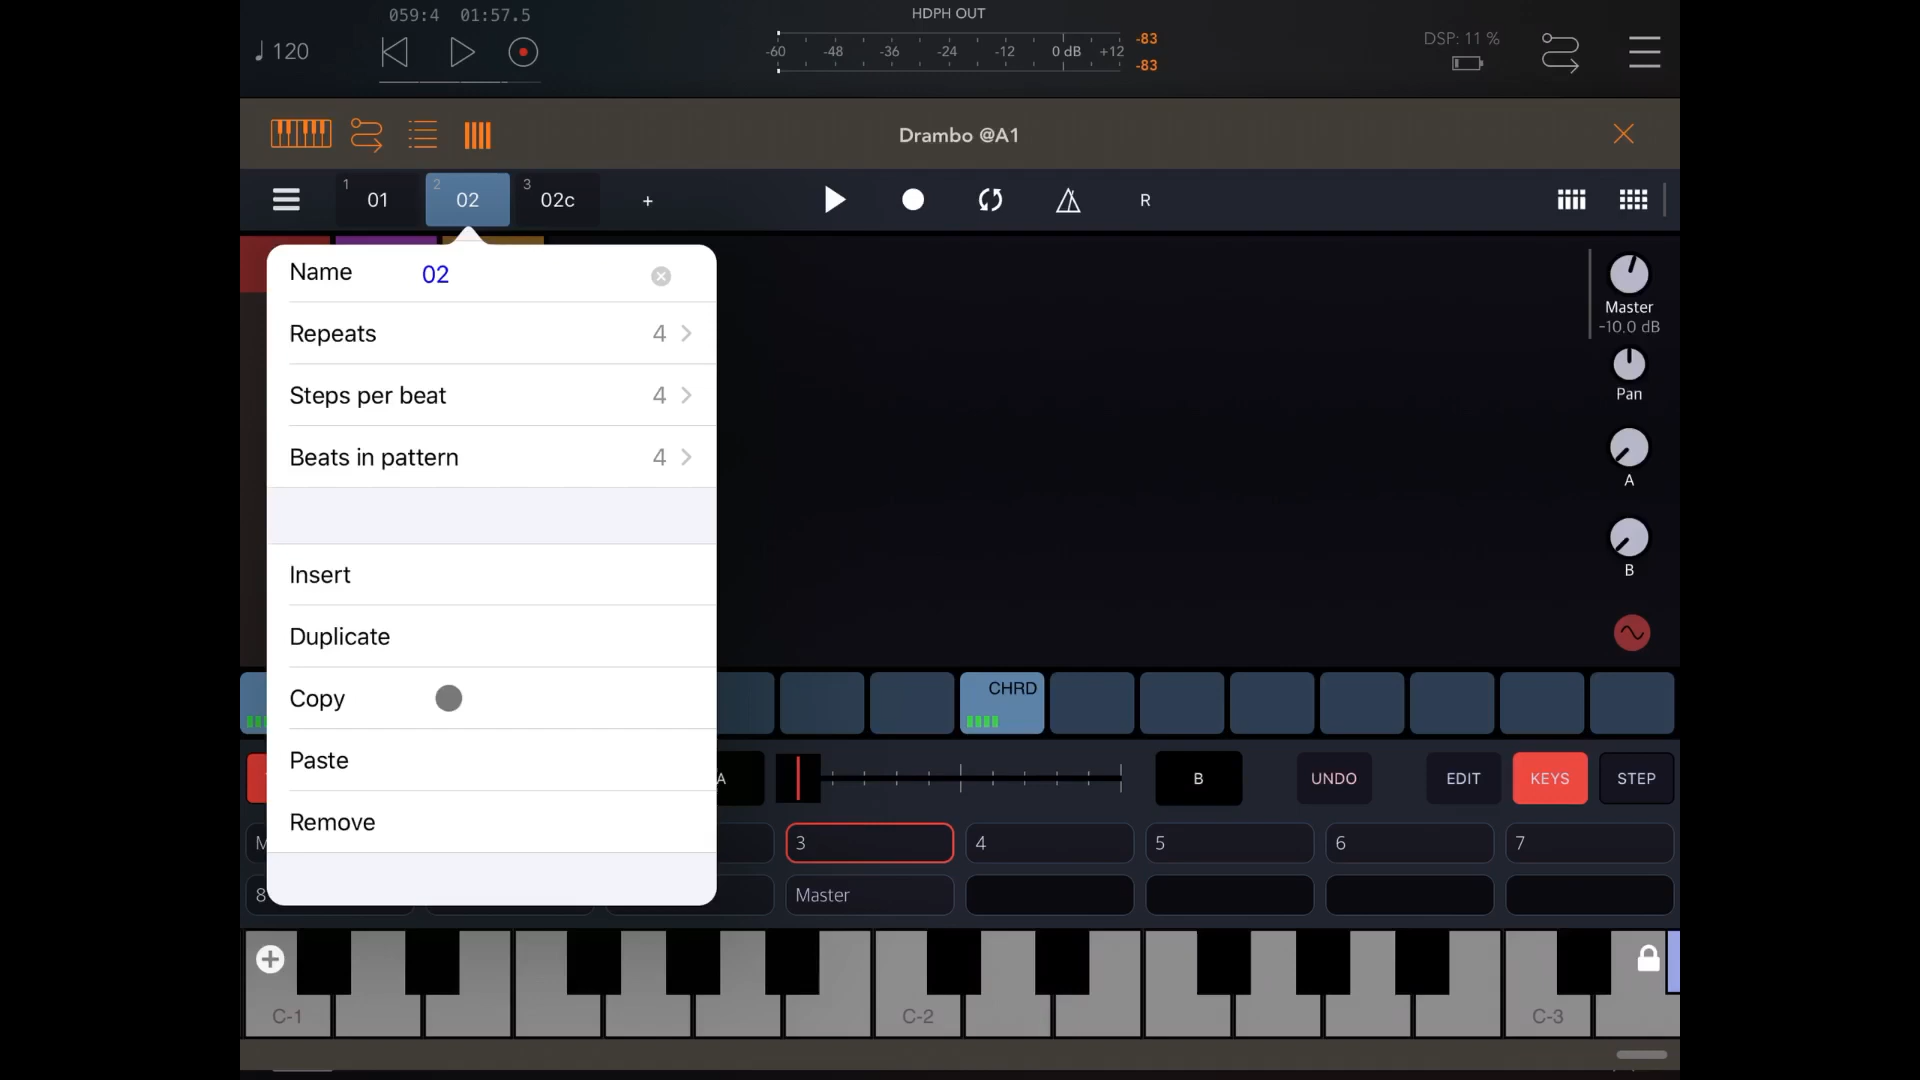 059:4 01:57.5
HDPH OUT
♩ 120
-60 -48 -36 -24 -12 0 dB +12
-83
-83
DSP: 11 %
Drambo @A1
1 01
2 02
3 02c
+
R
Name 02
Repeats 4
Steps per beat 4
Beats in pattern 4
Insert
Duplicate
Copy
Paste
Remove
Master
-10.0 dB
Pan
A
B
CHRD
A
B
UNDO
EDIT
KEYS
STEP
M
3
4
5
6
7
8
Master
C-1
C-2
C-3